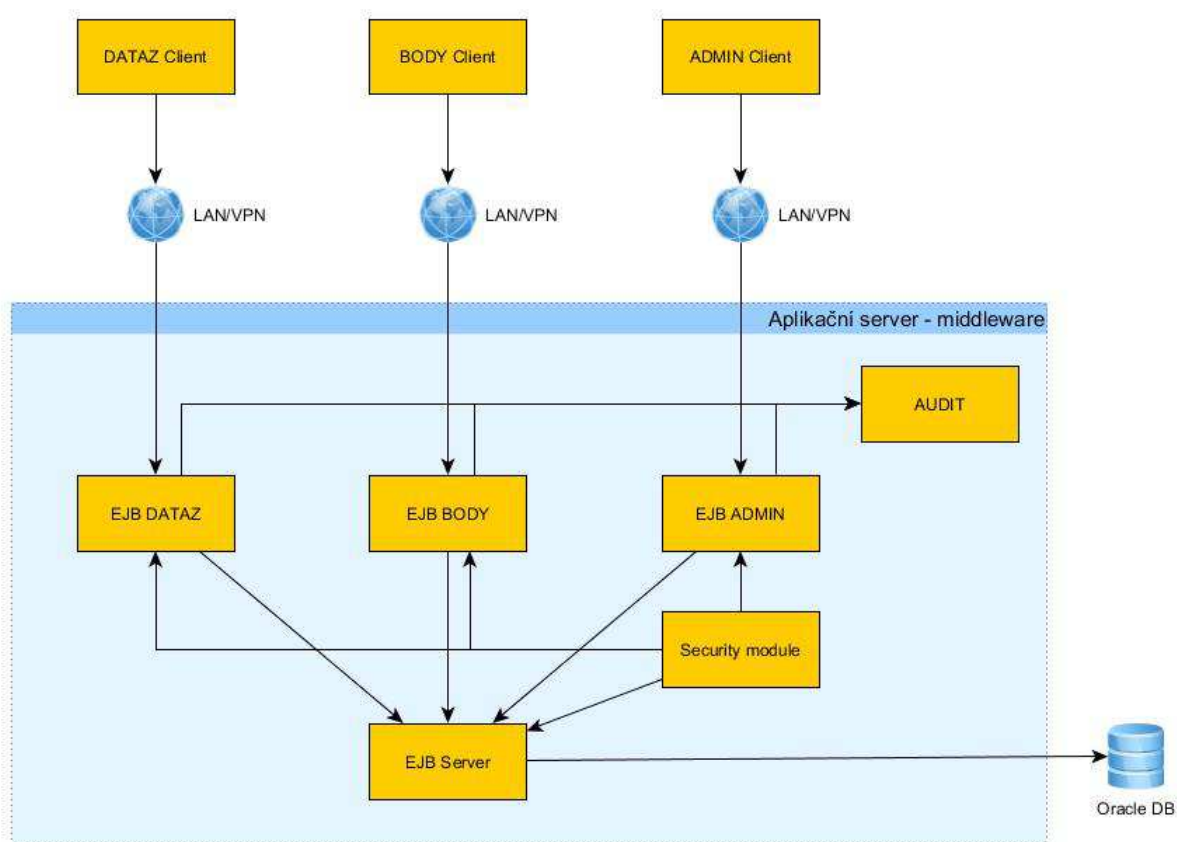 DATAZ Client
BODY Client
ADMIN Client
LAN/VPN
LAN/VPN
LAN/VPN
Aplikační server - middleware
AUDIT
EJB DATAZ
EJB BODY
EJB ADMIN
Security module
EJB Server
Oracle DB